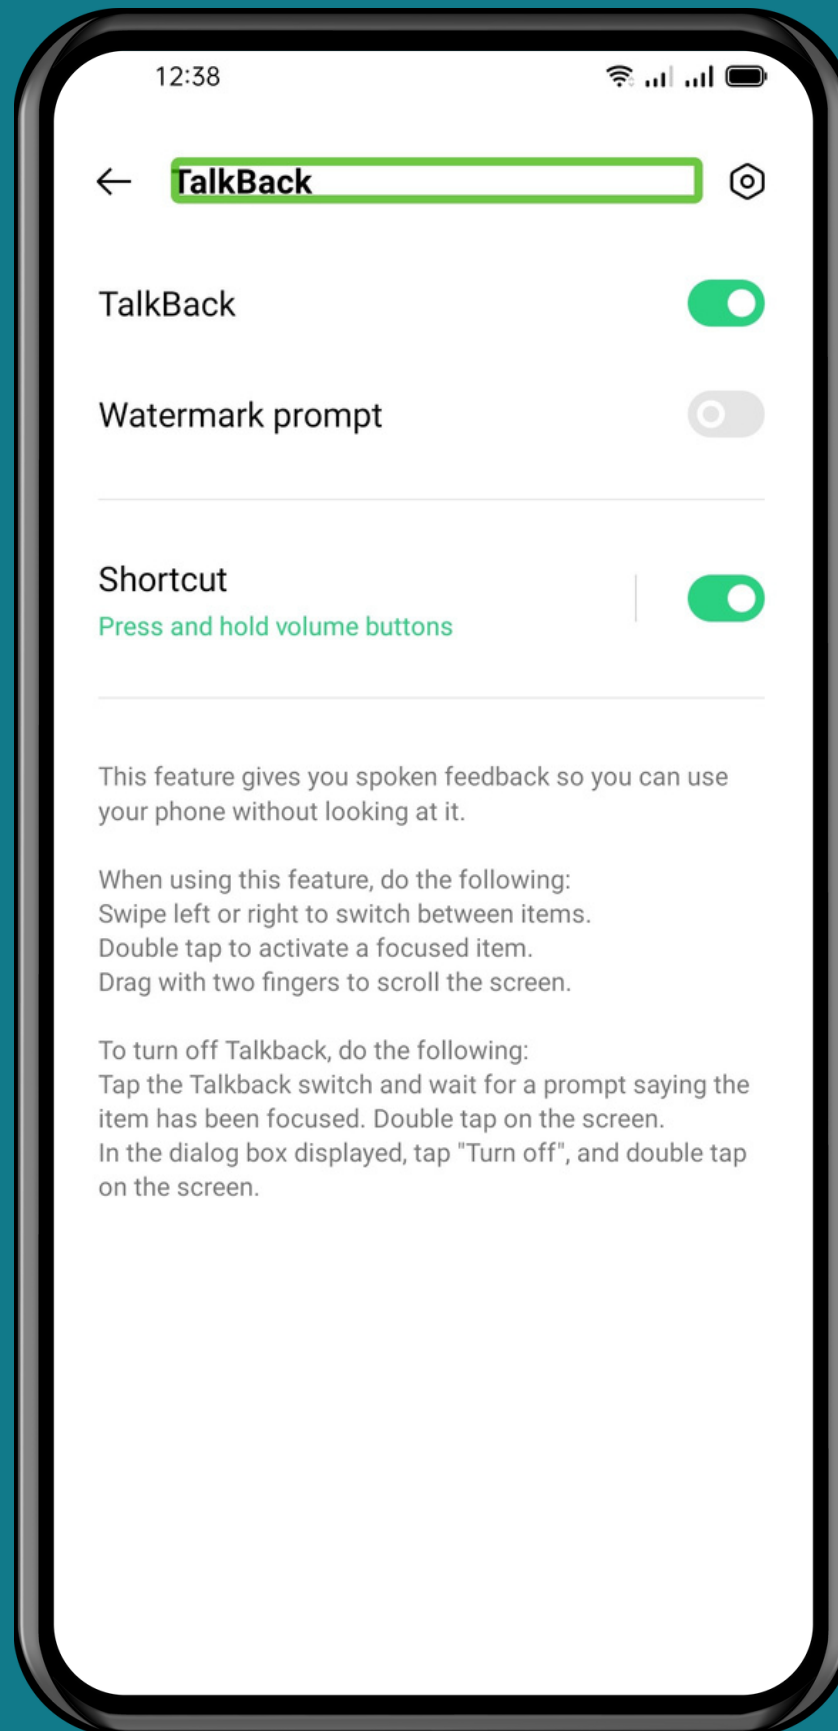 12:38
TalkBack
TalkBack
Watermark prompt
Shortcut
Press and hold volume buttons
This feature gives you spoken feedback so you can use
your phone without looking at it.
When using this feature, do the following:
Swipe left or right to switch between items.
Double tap to activate a focused item.
Drag with two fingers to scroll the screen.
To turn off Talkback, do the following:
Tap the Talkback switch and wait for a prompt saying the
item has been focused. Double tap on the screen.
In the dialog box displayed, tap "Turn off", and double tap
on the screen.